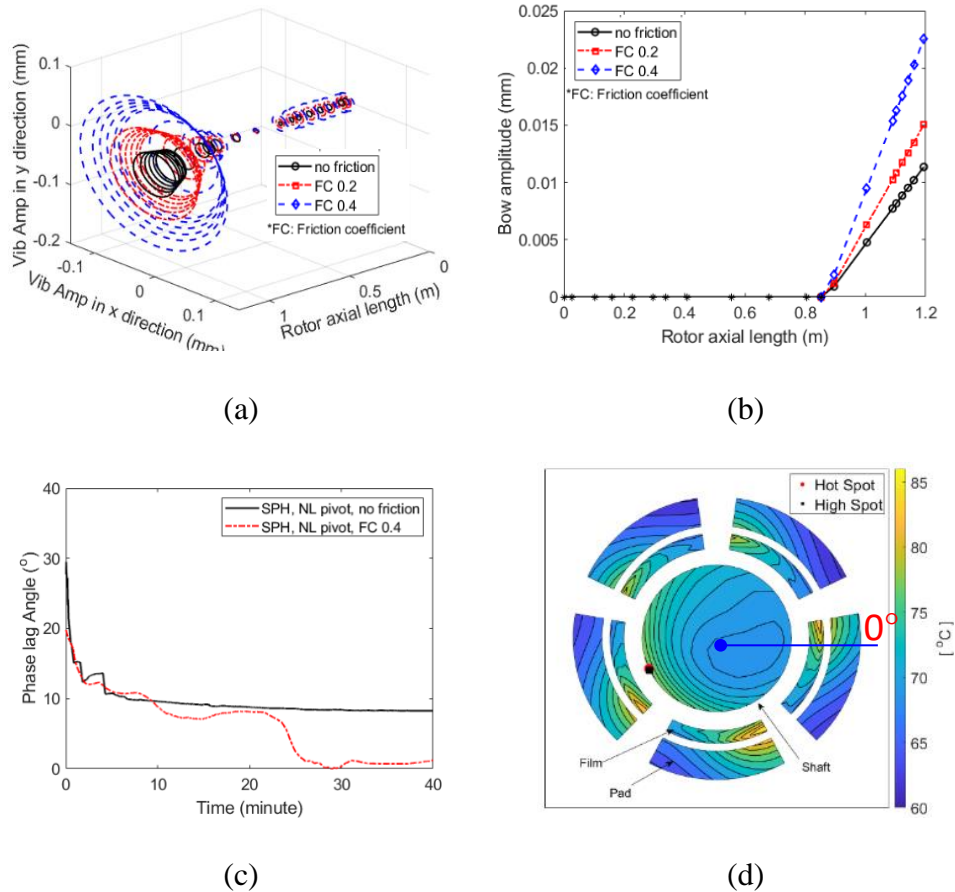 0.1
0
-0.1
-0.2
Vib Amp in y direction (mm)
-0.1
0
0.1
Vib Amp in x direction (mm)
1
0.5
0
Rotor axial length (m)
no friction
FC 0.2
FC 0.4
*FC: Friction coefficient
(a)
0.025
0.02
0.015
0.01
0.005
0
Bow amplitude (mm)
0 0.2 0.4 0.6 0.8 1 1.2
Rotor axial length (m)
no friction
FC 0.2
FC 0.4
*FC: Friction coefficient
(b)
40
30
20
10
0
Phase lag Angle (°)
0 10 20 30 40
Time (minute)
SPH, NL pivot, no friction
SPH, NL pivot, FC 0.4
(c)
Hot Spot
High Spot
0°
Film
Pad
Shaft
85
80
75
70
65
60
[ °C]
(d)